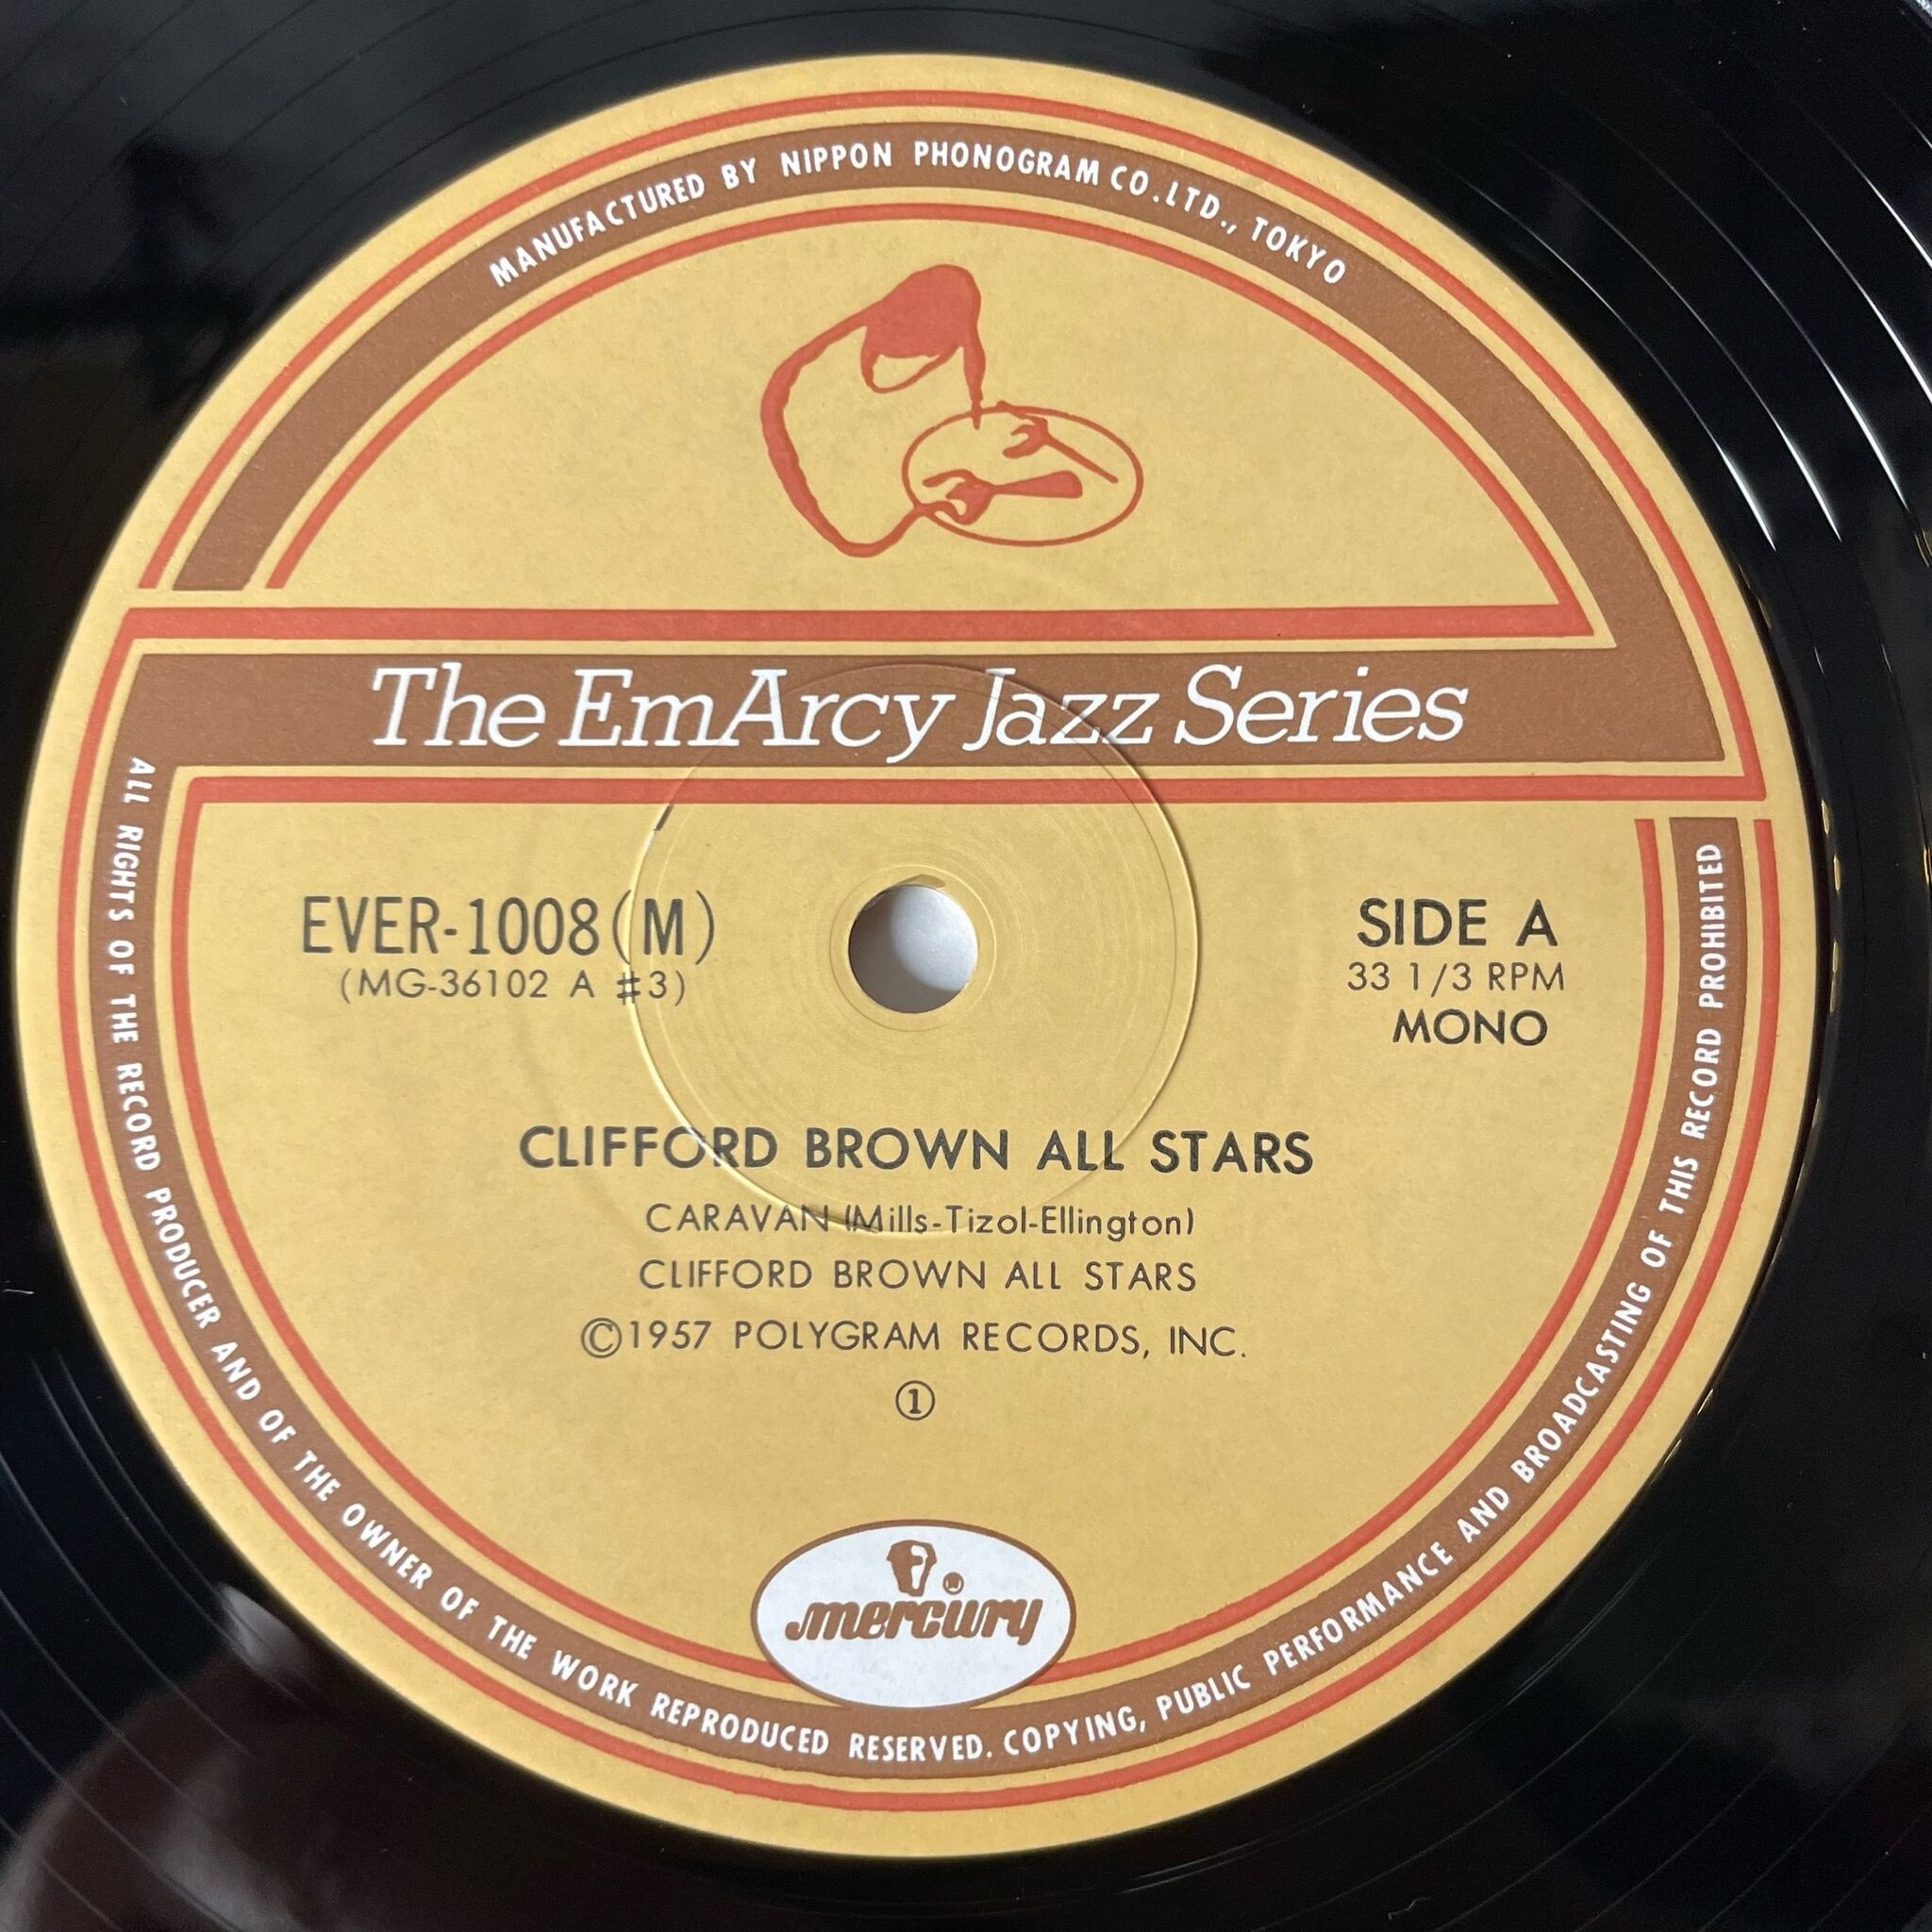 MANUFACTURED BY NIPPON PHONOGRAM CO.LTD., TOKYO
The EmArcy Jazz Series
EVER-1008(M)
(MG-36102 A ♯3)
SIDE A
33 1/3 RPM
MONO
CLIFFORD BROWN ALL STARS
CARAVAN (Mills-Tizol-Ellington)
CLIFFORD BROWN ALL STARS
©1957 POLYGRAM RECORDS, INC.
①
mercury
ALL RIGHTS OF THE RECORD PRODUCER AND OF THE OWNER OF THE WORK REPRODUCED RESERVED. COPYING, PUBLIC PERFORMANCE AND BROADCASTING OF THIS RECORD PROHIBITED